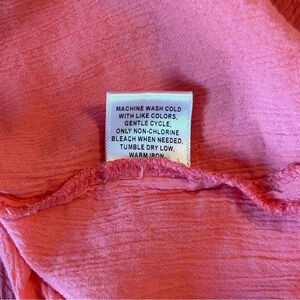 MACHINE WASH COLD
WITH LIKE COLORS,
GENTLE CYCLE,
ONLY NON-CHLORINE
BLEACH WHEN NEEDED,
TUMBLE DRY LOW,
WARM IRON